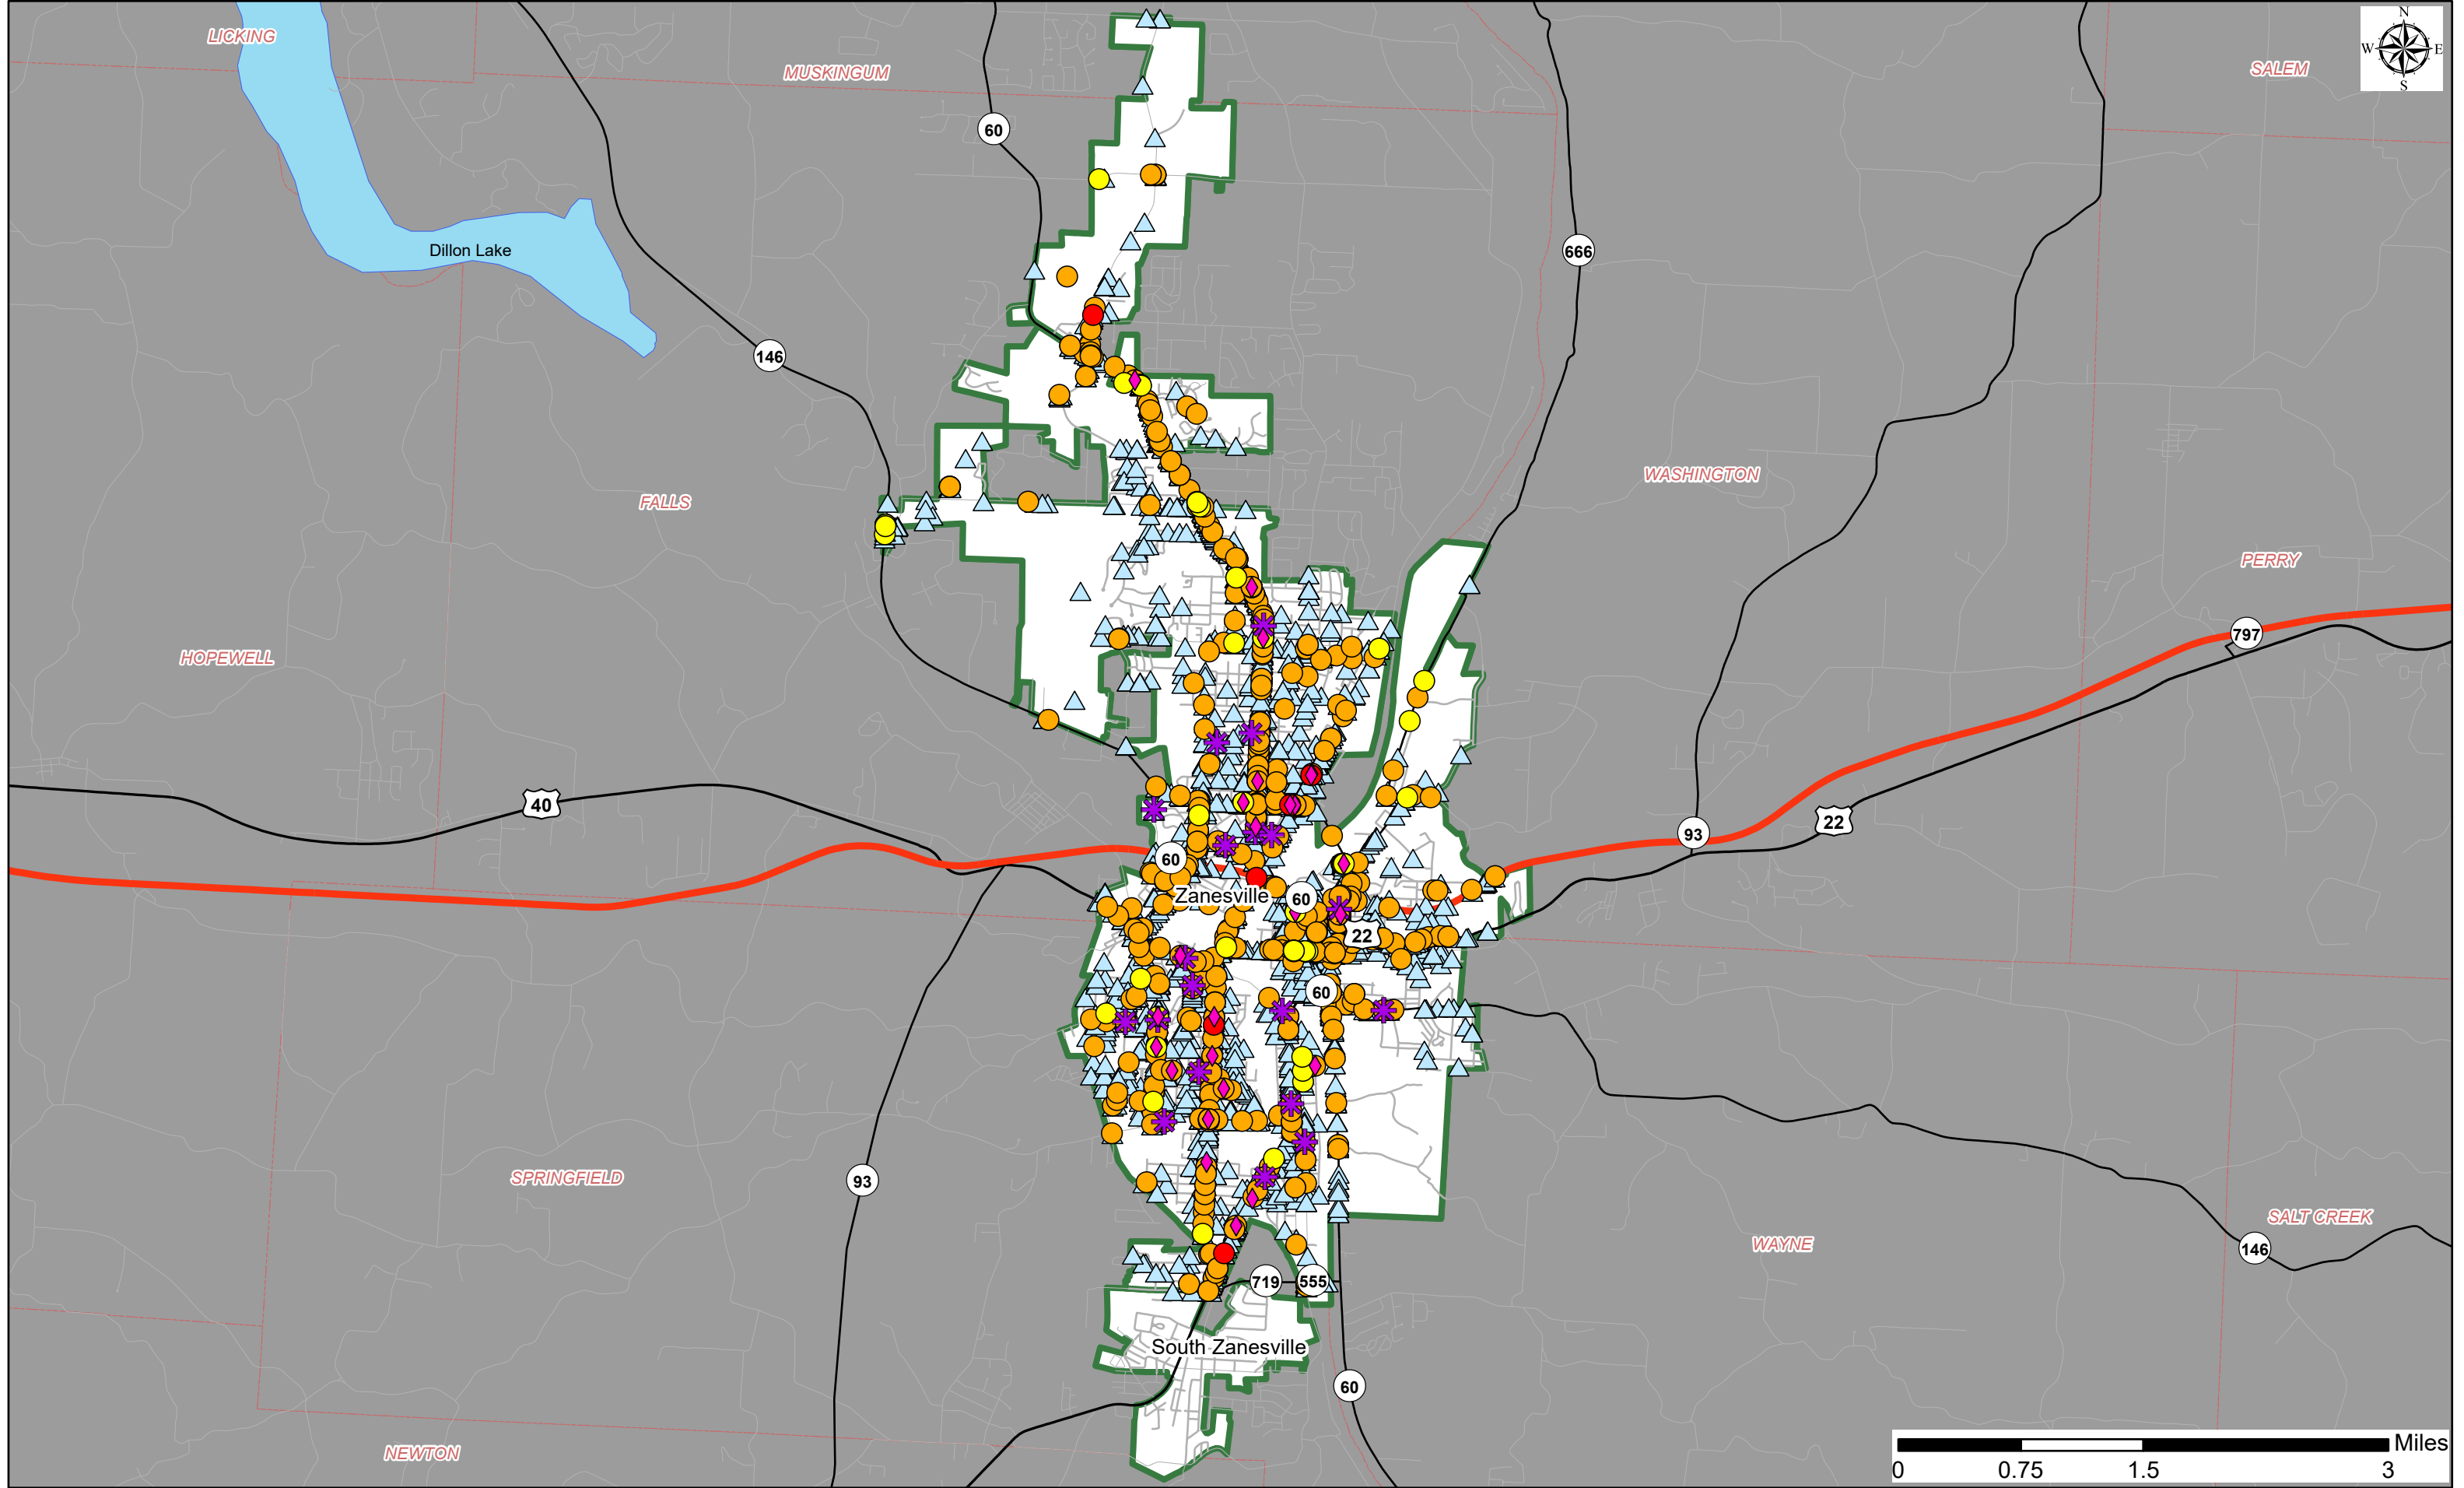 N
LICKING
MUSKINGUM
SALEM
W
E
S
60
Dillon Lake
666
146
FALLS
WASHINGTON
PERRY
797
HOPEWELL
40
22
93
60
Zanesville
60
22
60
93
SPRINGFIELD
SALT CREEK
WAYNE
146
719
555
South Zanesville
60
NEWTON
Miles
0
0.75
1.5
3